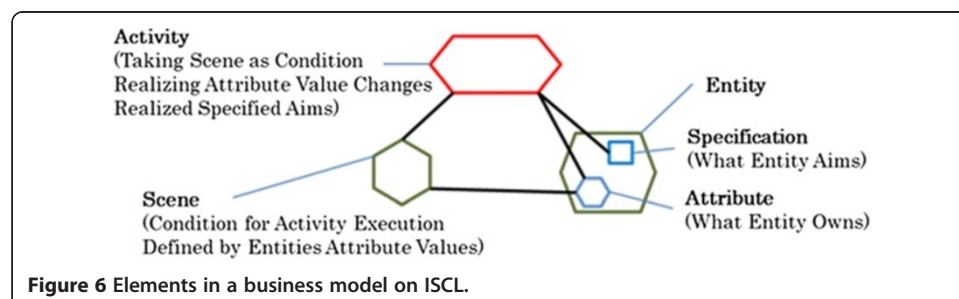 Activity
(Taking Scene as Condition
Realizing Attribute Value Changes
Realized Specified Aims)
Entity
Specification
(What Entity Aims)
Attribute
(What Entity Owns)
Scene
(Condition for Activity Execution
Defined by Entities Attribute Values)
Figure 6 Elements in a business model on ISCL.